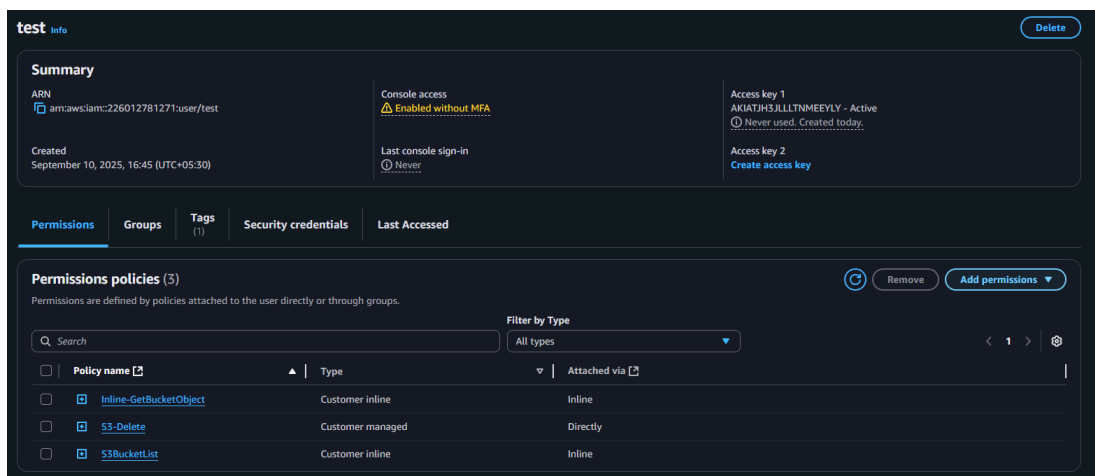 test Info
Delete
Summary
ARN
arn:aws:iam::226012781271:user/test
Console access
Enabled without MFA
Access key 1
AKIATJH3JLLLTNMEEYLY - Active
Never used. Created today.
Created
September 10, 2025, 16:45 (UTC+05:30)
Last console sign-in
Never
Access key 2
Create access key
Permissions
Groups
Tags
(1)
Security credentials
Last Accessed
Permissions policies (3)
Remove
Add permissions
Permissions are defined by policies attached to the user directly or through groups.
Filter by Type
Search
All types
1
Policy name
Type
Attached via
Inline-GetBucketObject
Customer inline
Inline
S3-Delete
Customer managed
Directly
S3BucketList
Customer inline
Inline